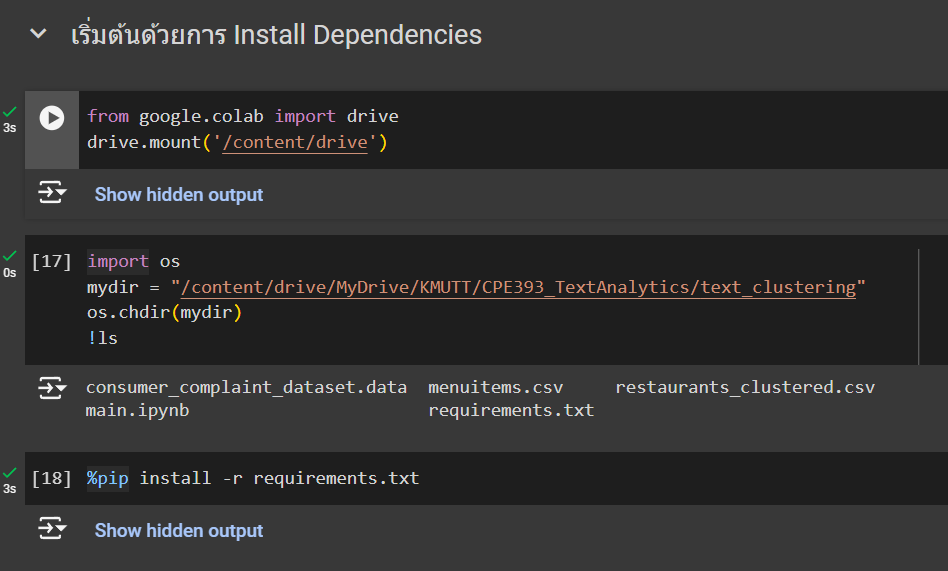 เริ่มต้นด้วยการ Install Dependencies
3s
from google.colab import drive
drive.mount('/content/drive')
Show hidden output
0s
[17] import os
mydir = "/content/drive/MyDrive/KMUTT/CPE393_TextAnalytics/text_clustering"
os.chdir(mydir)
!ls
consumer_complaint_dataset.data menuitems.csv restaurants_clustered.csv
main.ipynb requirements.txt
3s
[18] %pip install -r requirements.txt
Show hidden output